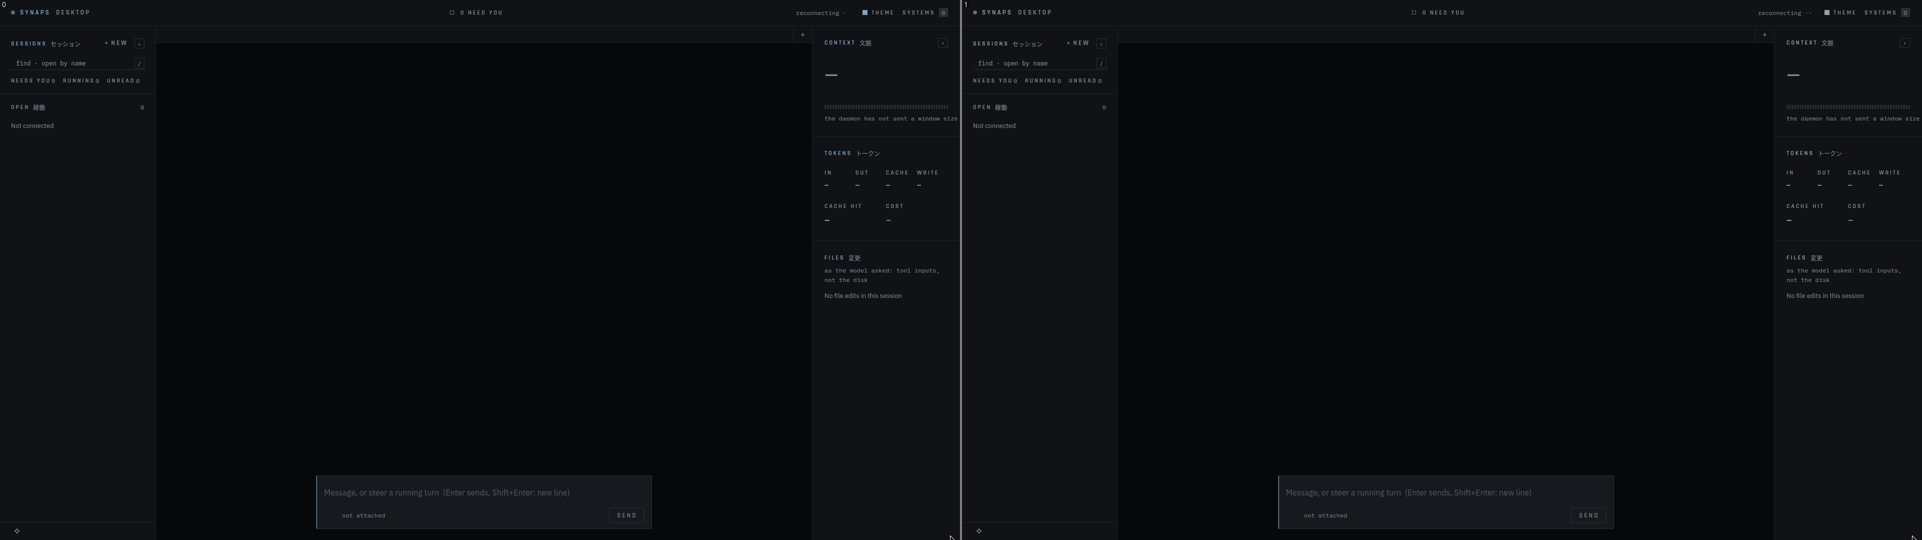 0
SYNAPS DESKTOP
0 NEED YOU
reconnecting ·
THEME SYSTEMS
SESSIONS セッション + NEW ‹
find · open by name /
NEEDS YOU 0 RUNNING 0 UNREAD 0
OPEN 稼働 0
Not connected
+
CONTEXT 文脈 ›
—
the daemon has not sent a window size
TOKENS トークン
IN OUT CACHE WRITE
— — — —
CACHE HIT COST
— —
FILES 変更
as the model asked: tool inputs,
not the disk
No file edits in this session
Message, or steer a running turn (Enter sends, Shift+Enter: new line)
not attached SEND
1
SYNAPS DESKTOP
0 NEED YOU
reconnecting ··
THEME SYSTEMS
SESSIONS セッション + NEW ‹
find · open by name /
NEEDS YOU 0 RUNNING 0 UNREAD 0
OPEN 稼働 0
Not connected
+
CONTEXT 文脈 ›
—
the daemon has not sent a window size
TOKENS トークン
IN OUT CACHE WRITE
— — — —
CACHE HIT COST
— —
FILES 変更
as the model asked: tool inputs,
not the disk
No file edits in this session
Message, or steer a running turn (Enter sends, Shift+Enter: new line)
not attached SEND